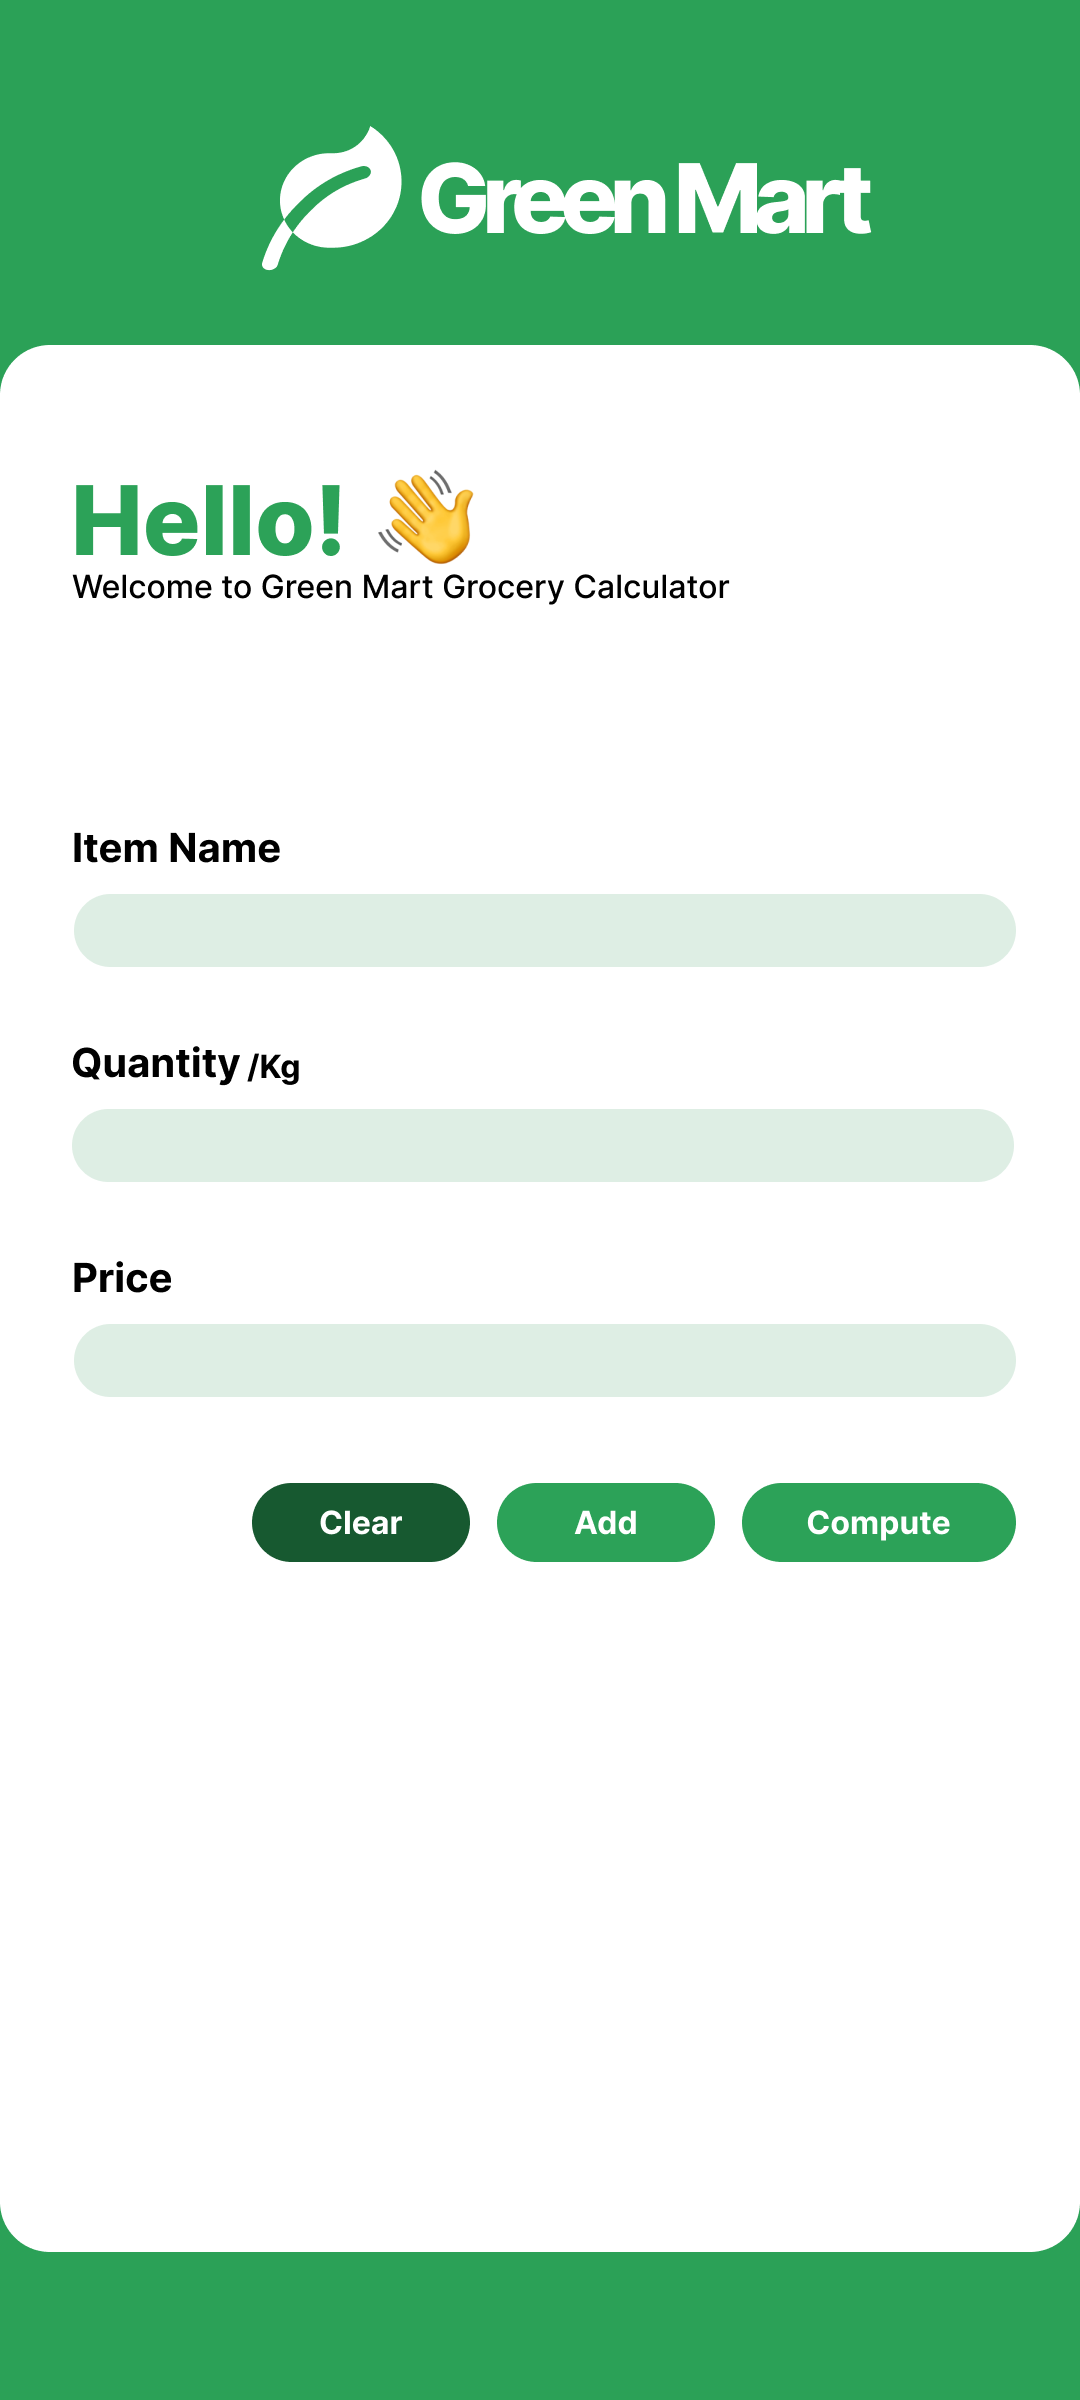 Green Mart
Hello! 👋
Welcome to Green Mart Grocery Calculator
Item Name
Quantity /Kg
Price
Clear Add Compute